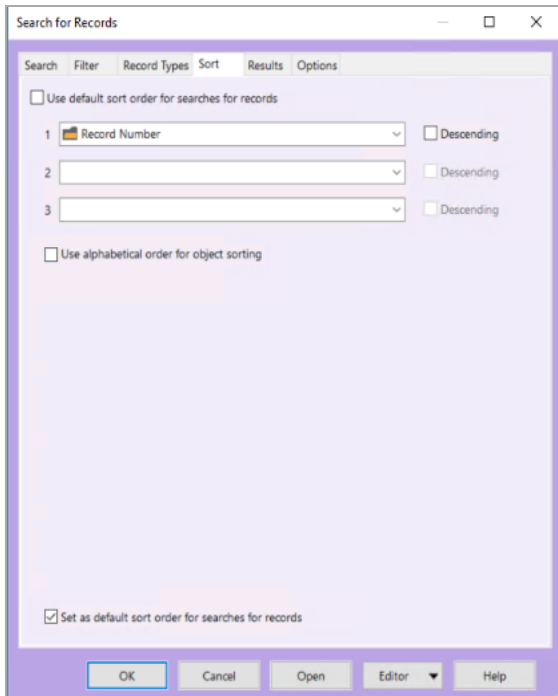 Search for Records
Search Filter Record Types Sort Results Options
Use default sort order for searches for records
1 Record Number Descending
2 Descending
3 Descending
Use alphabetical order for object sorting
Set as default sort order for searches for records
OK Cancel Open Editor Help